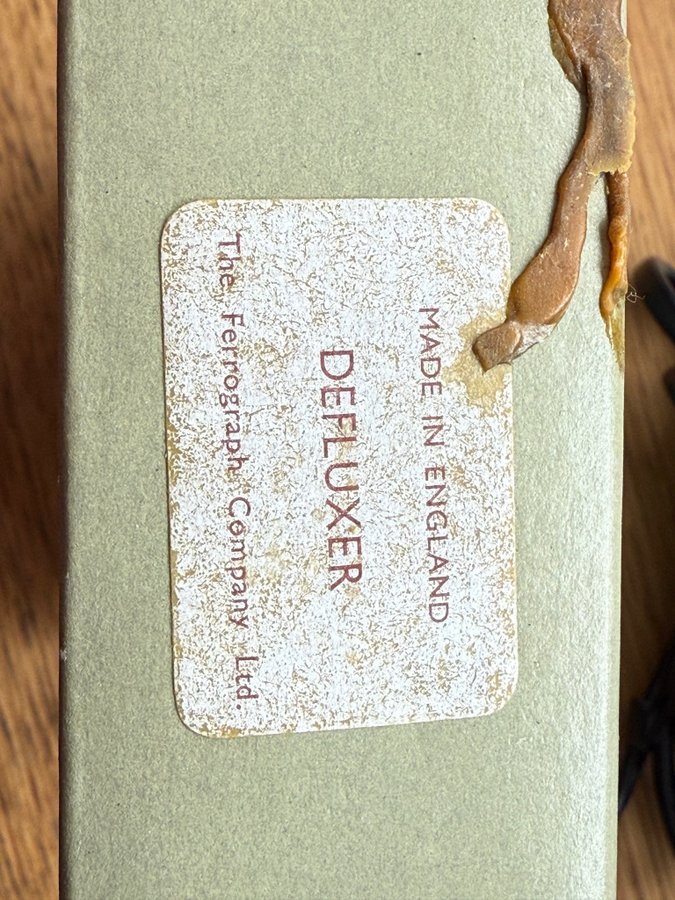 MADE IN ENGLAND
DEFLUXER
The Ferrograph Company Ltd.